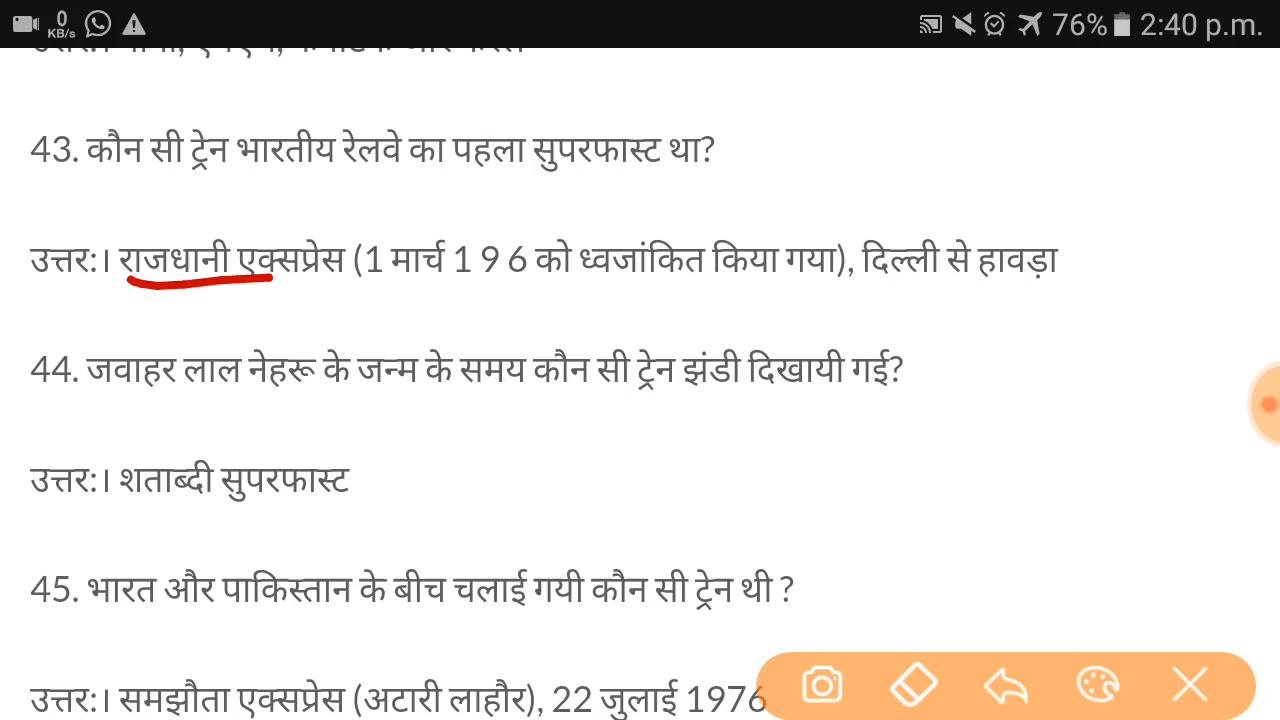 0
KB/s
76% 2:40 p.m.
43. कौन सी ट्रेन भारतीय रेलवे का पहला सुपरफास्ट था?
उत्तर:। राजधानी एक्सप्रेस (1 मार्च 1 9 6 को ध्वजांकित किया गया), दिल्ली से हावड़ा
44. जवाहर लाल नेहरू के जन्म के समय कौन सी ट्रेन झंडी दिखायी गई?
उत्तर:। शताब्दी सुपरफास्ट
45. भारत और पाकिस्तान के बीच चलाई गयी कौन सी ट्रेन थी ?
उत्तर:। समझौता एक्सप्रेस (अटारी लाहौर), 22 जुलाई 1976